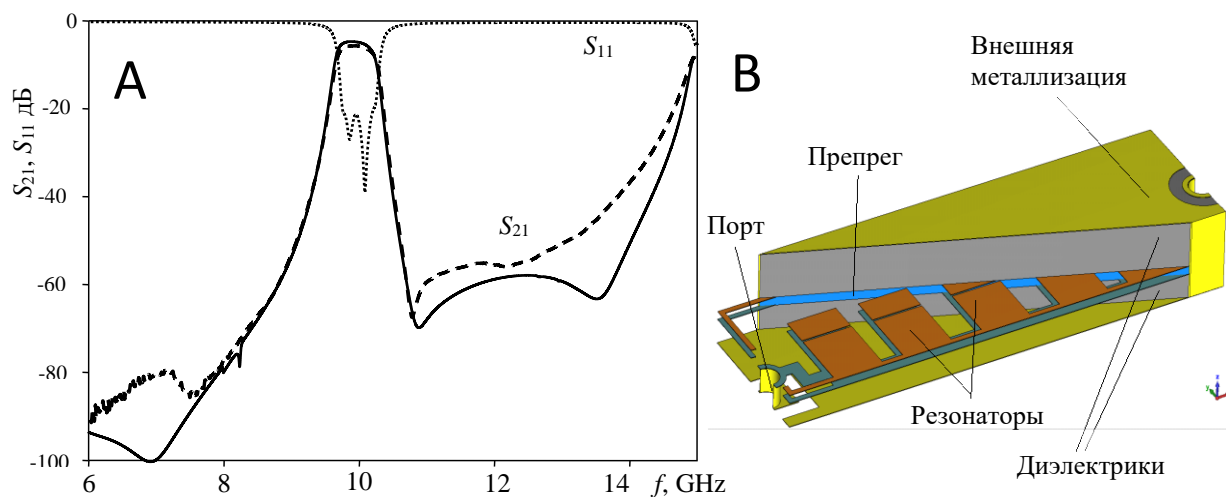 A
B
0
-20
-40
-60
-80
-100
S₂₁, S₁₁ дБ
S₁₁
S₂₁
6
8
10
12
14
f, GHz
Внешняя
металлизация
Препрег
Порт
Резонаторы
Диэлектрики
z
y
x